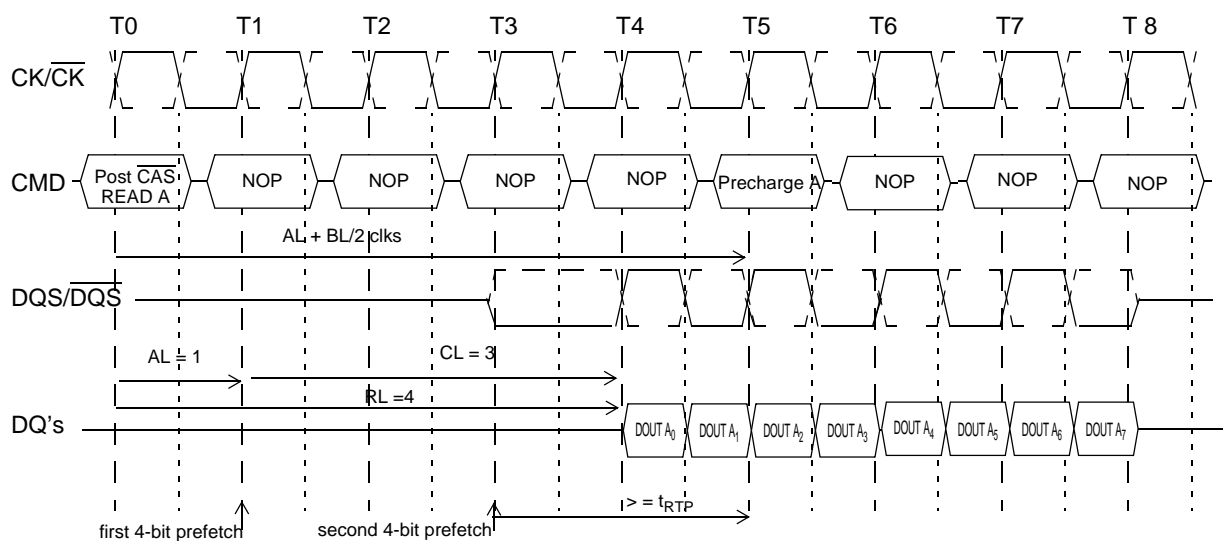 T0 T1 T2 T3 T4 T5 T6 T7 T 8
CK/CK
CMD
Post CAS
READ A
NOP
NOP
NOP
NOP
Precharge A
NOP
NOP
NOP
AL + BL/2 clks
DQS/DQS
AL = 1
CL = 3
RL =4
DQ's
DOUT A0
DOUT A1
DOUT A2
DOUT A3
DOUT A4
DOUT A5
DOUT A6
DOUT A7
> = tRTP
first 4-bit prefetch
second 4-bit prefetch